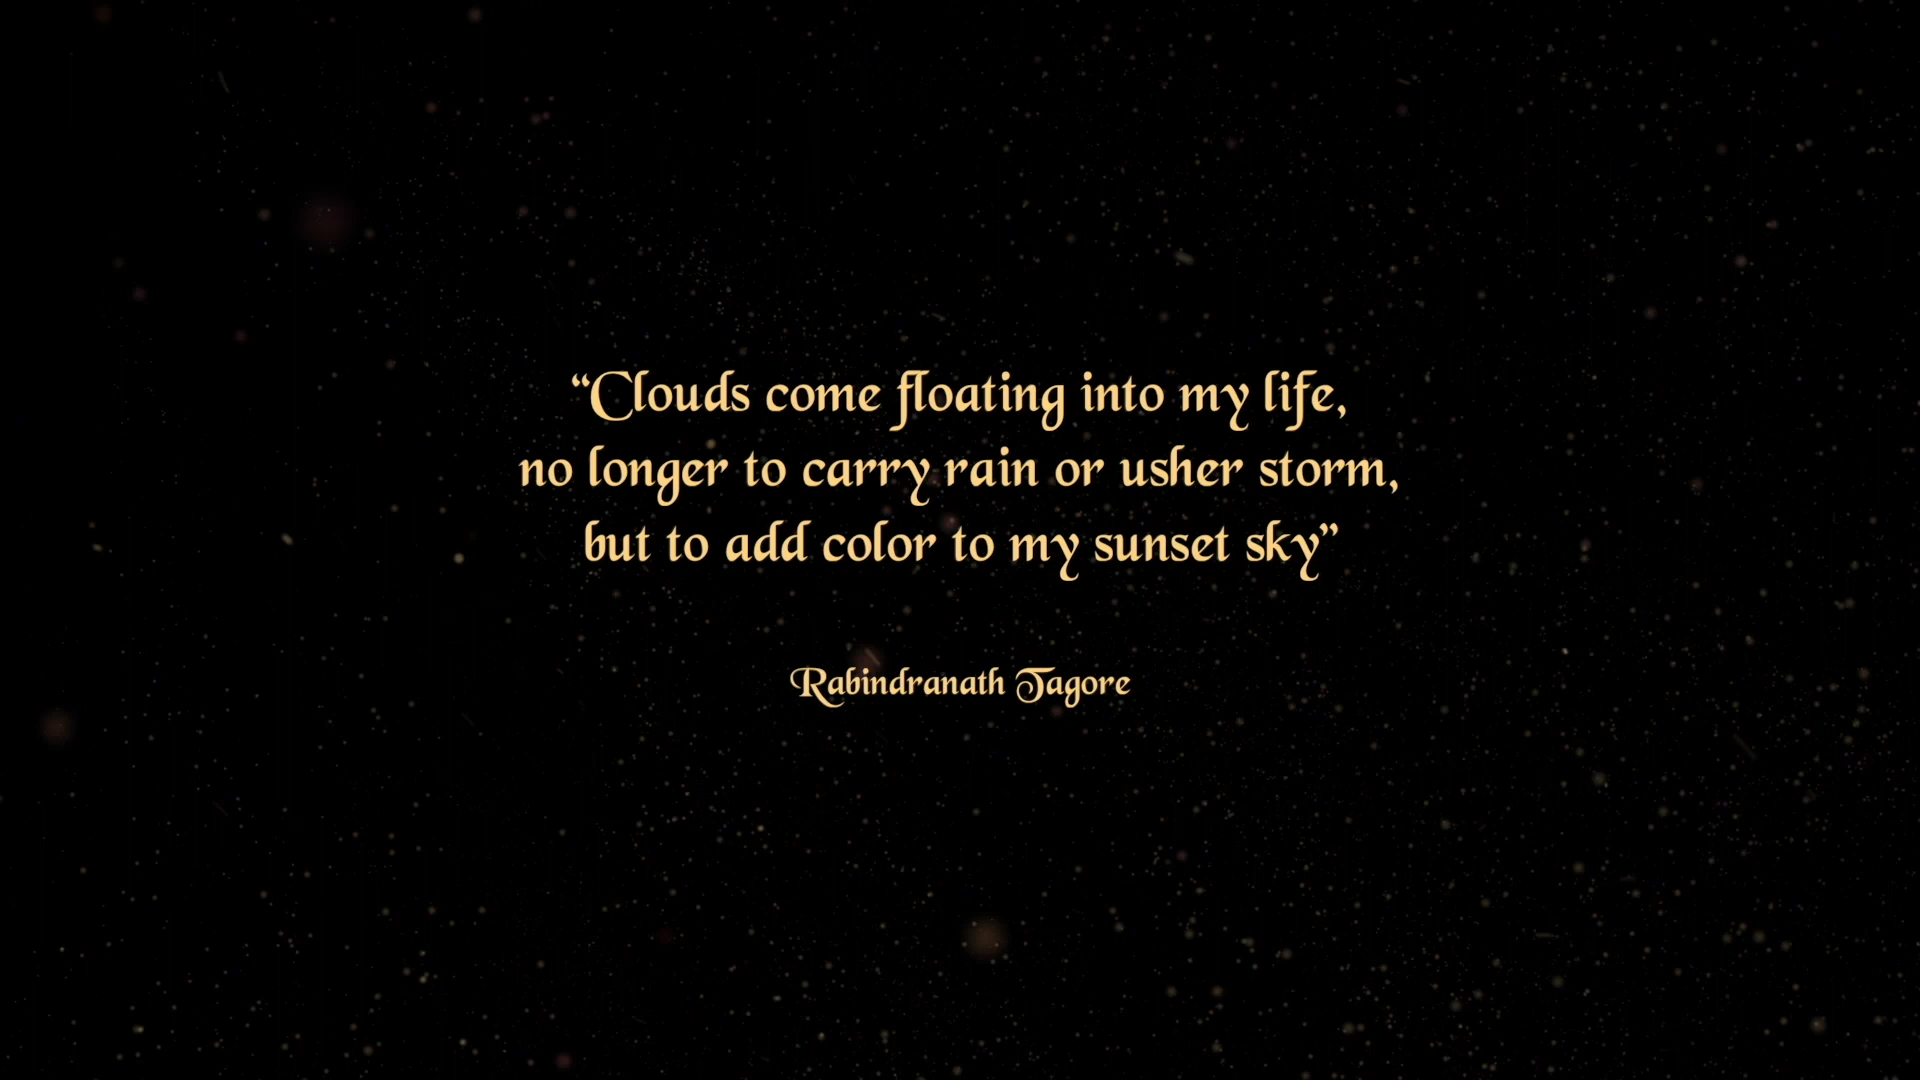 “Clouds come floating into my life,
no longer to carry rain or usher storm,
but to add color to my sunset sky”
Rabindranath Tagore